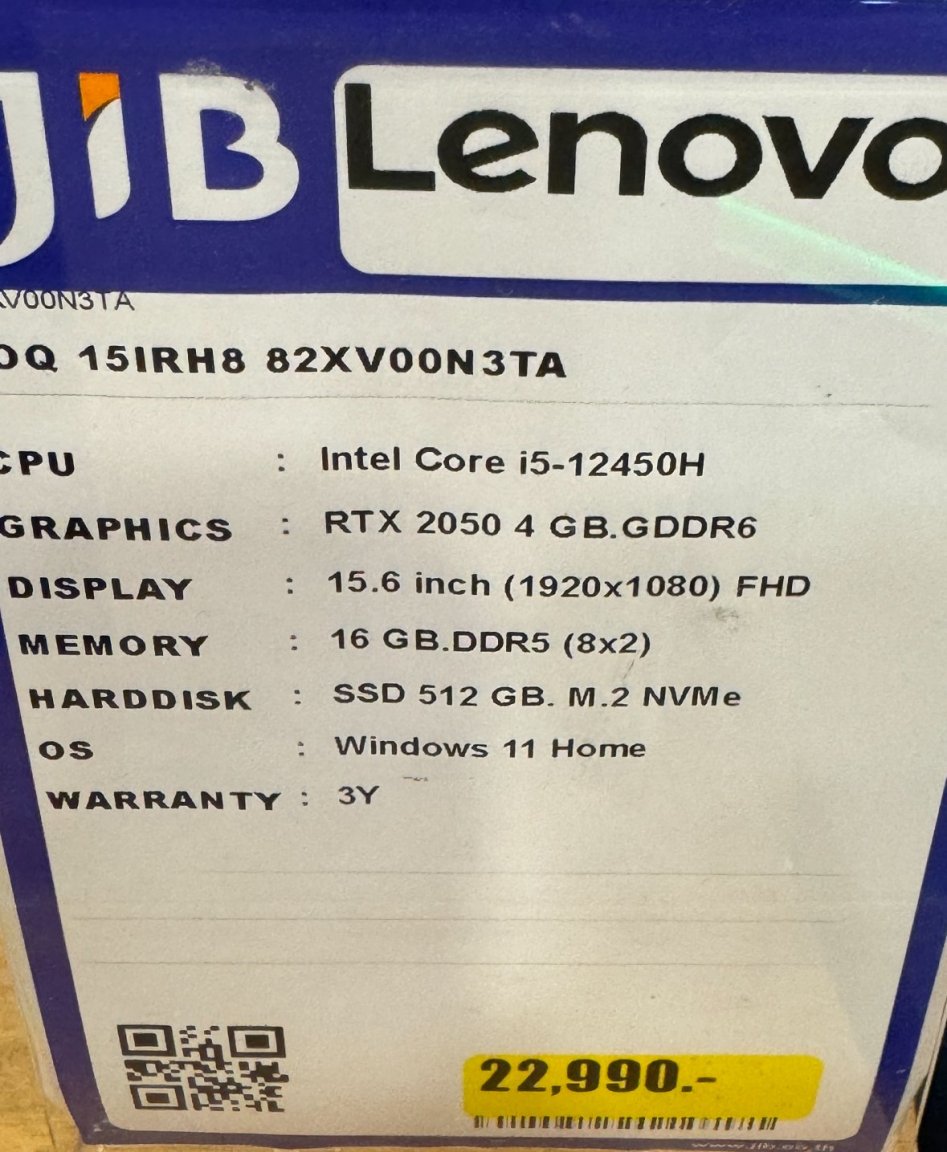 JIB Lenovo
V00N3TA
OQ 15IRH8 82XV00N3TA
CPU : Intel Core i5-12450H
GRAPHICS : RTX 2050 4 GB.GDDR6
DISPLAY : 15.6 inch (1920x1080) FHD
MEMORY : 16 GB.DDR5 (8x2)
HARDDISK : SSD 512 GB. M.2 NVMe
OS : Windows 11 Home
WARRANTY : 3Y
22,990.-